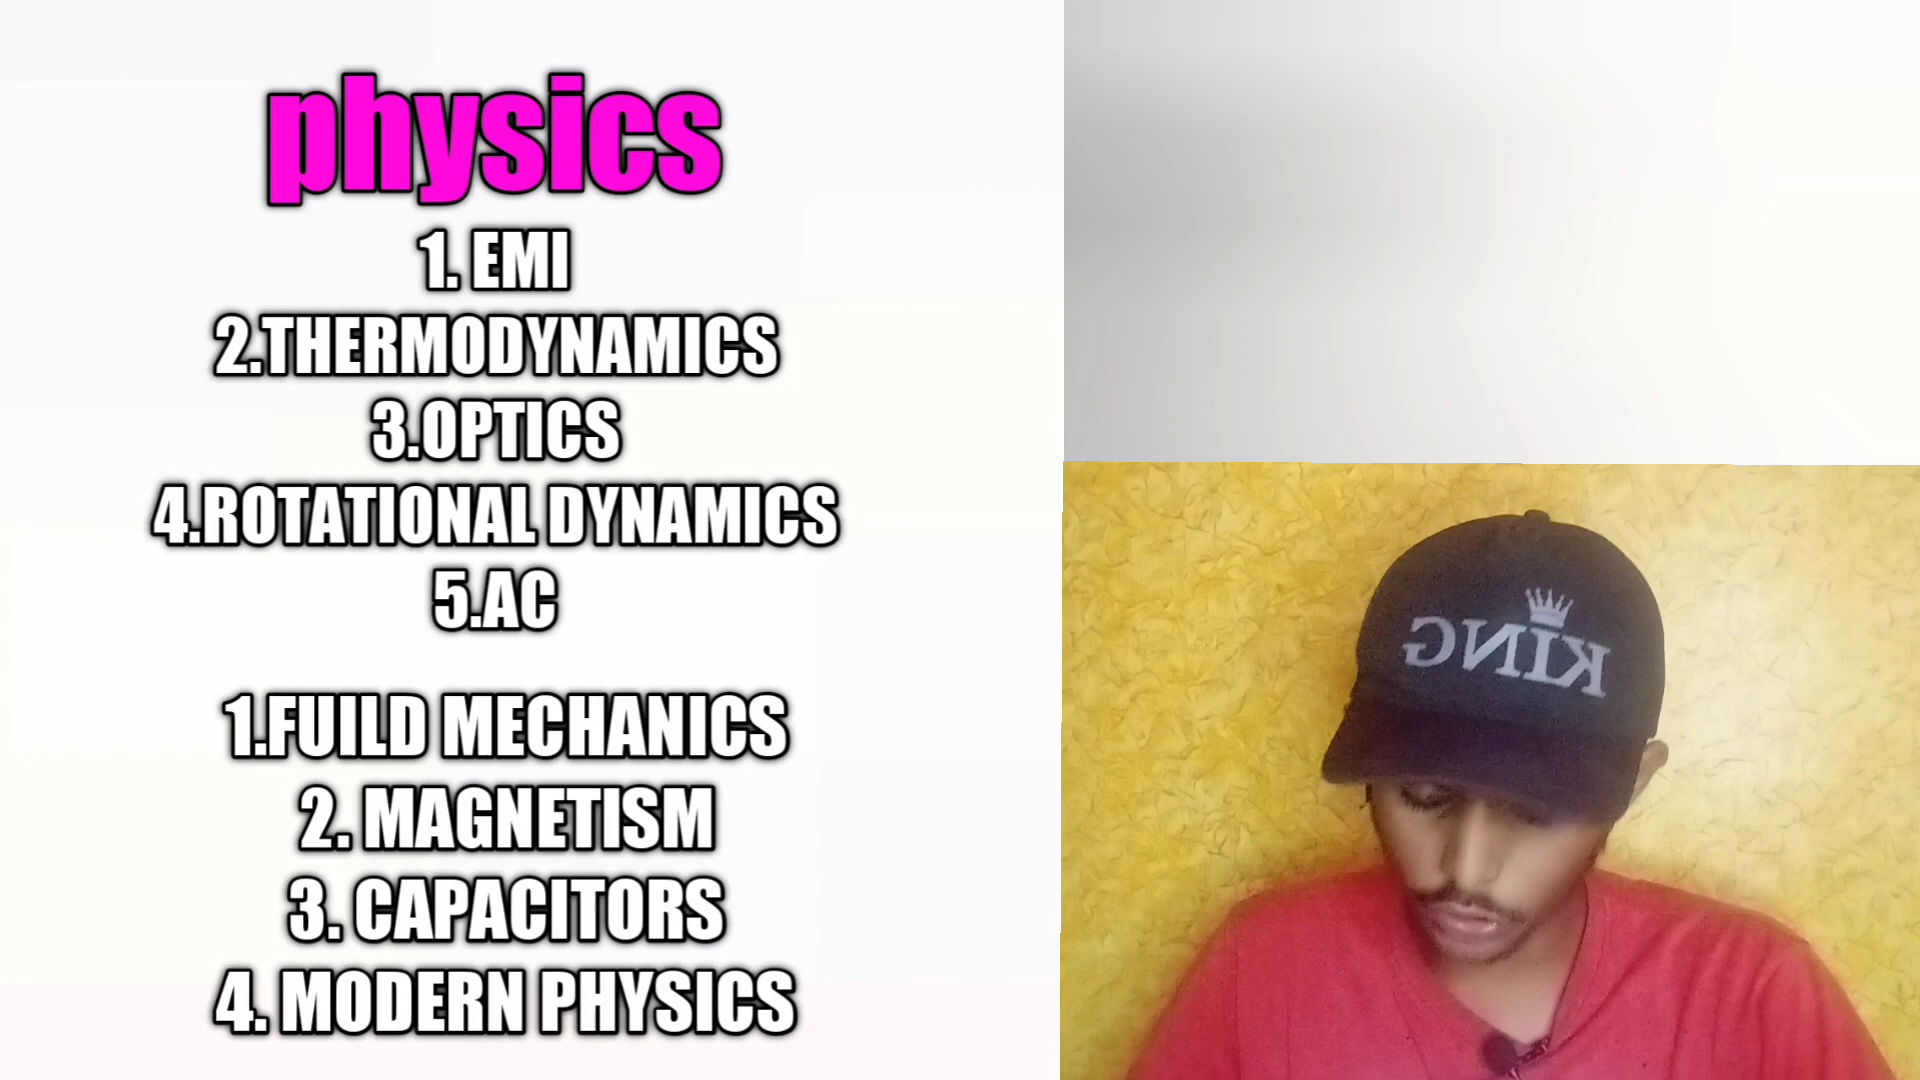 physics
1. EMI
2.THERMODYNAMICS
3.OPTICS
4.ROTATIONAL DYNAMICS
5.AC
1.FUILD MECHANICS
2. MAGNETISM
3. CAPACITORS
4. MODERN PHYSICS
KING